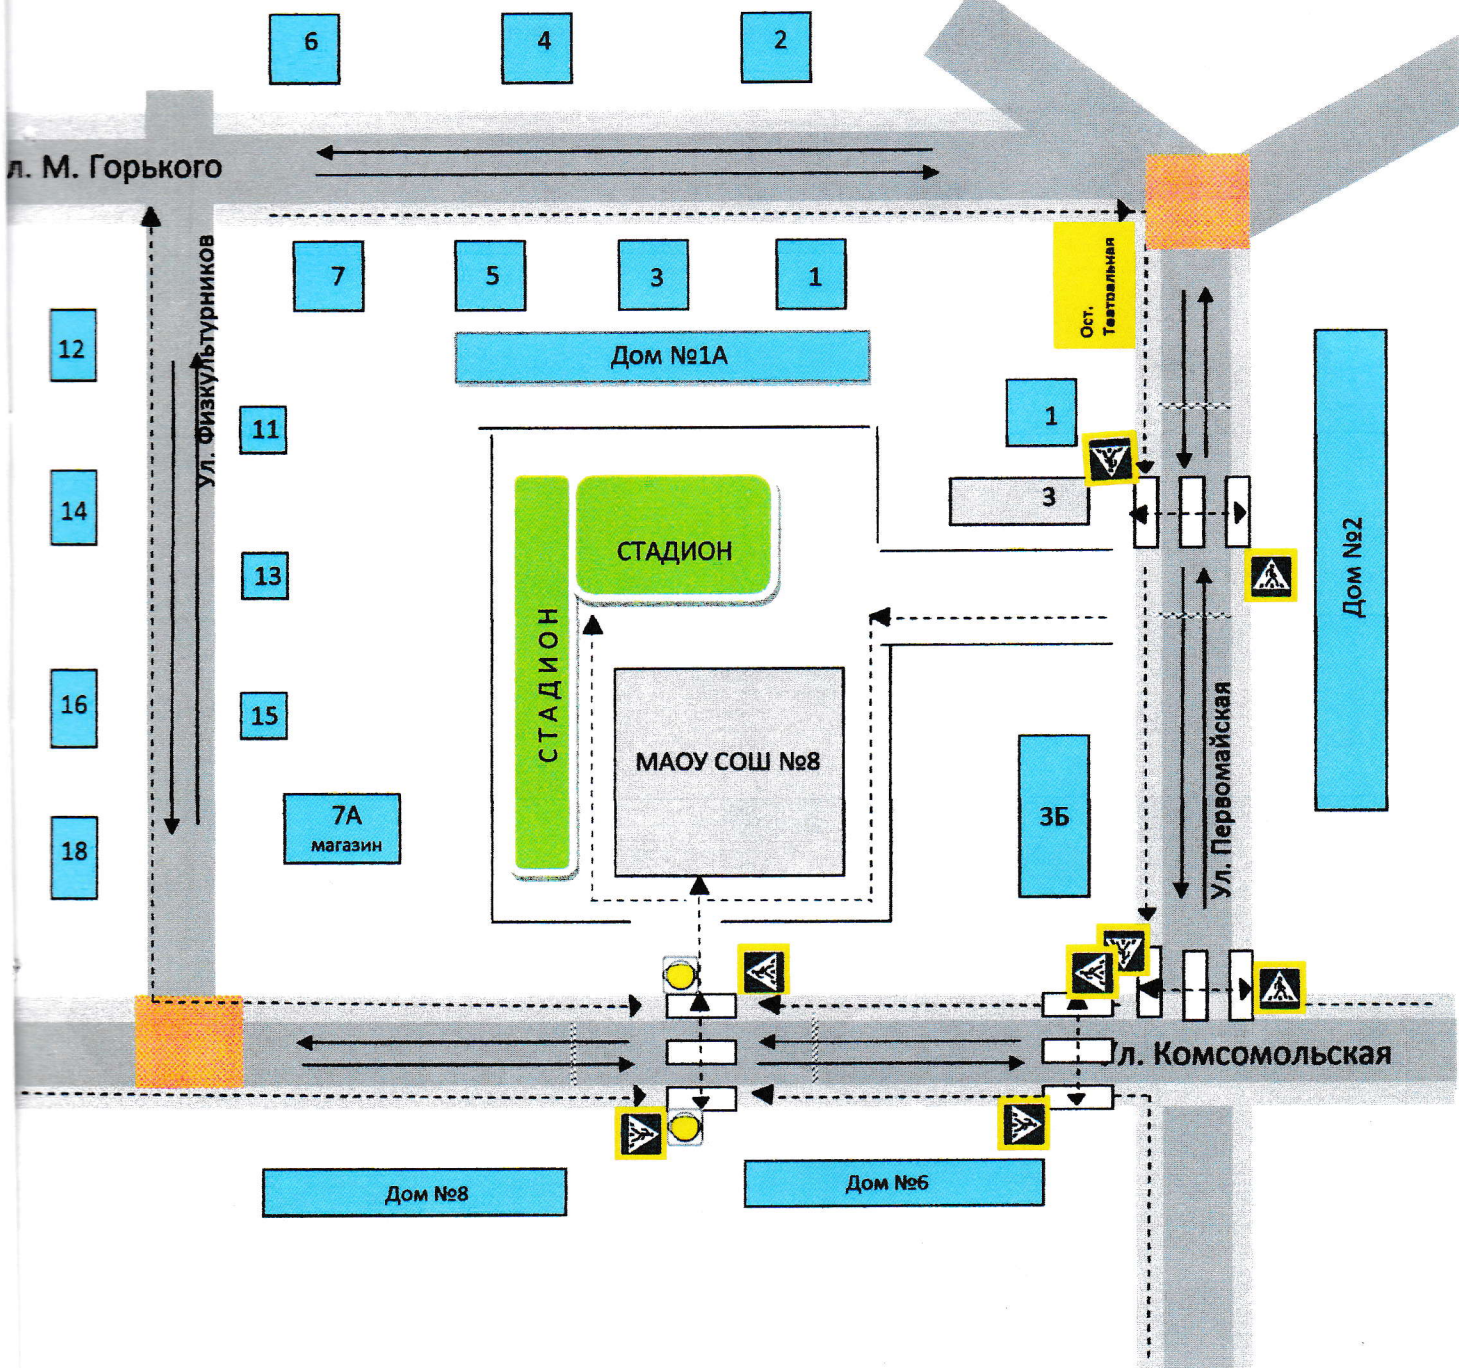 6
4
2
л. М. Горького
7
5
3
1
Ост.
Театральная
Ул. Физкультурников
12
Дом №1А
11
1
14
3
СТАДИОН
Дом №2
13
СТАДИОН
16
15
МАОУ СОШ №8
Ул. Первомайская
7А
магазин
3Б
18
л. Комсомольская
Дом №8
Дом №6